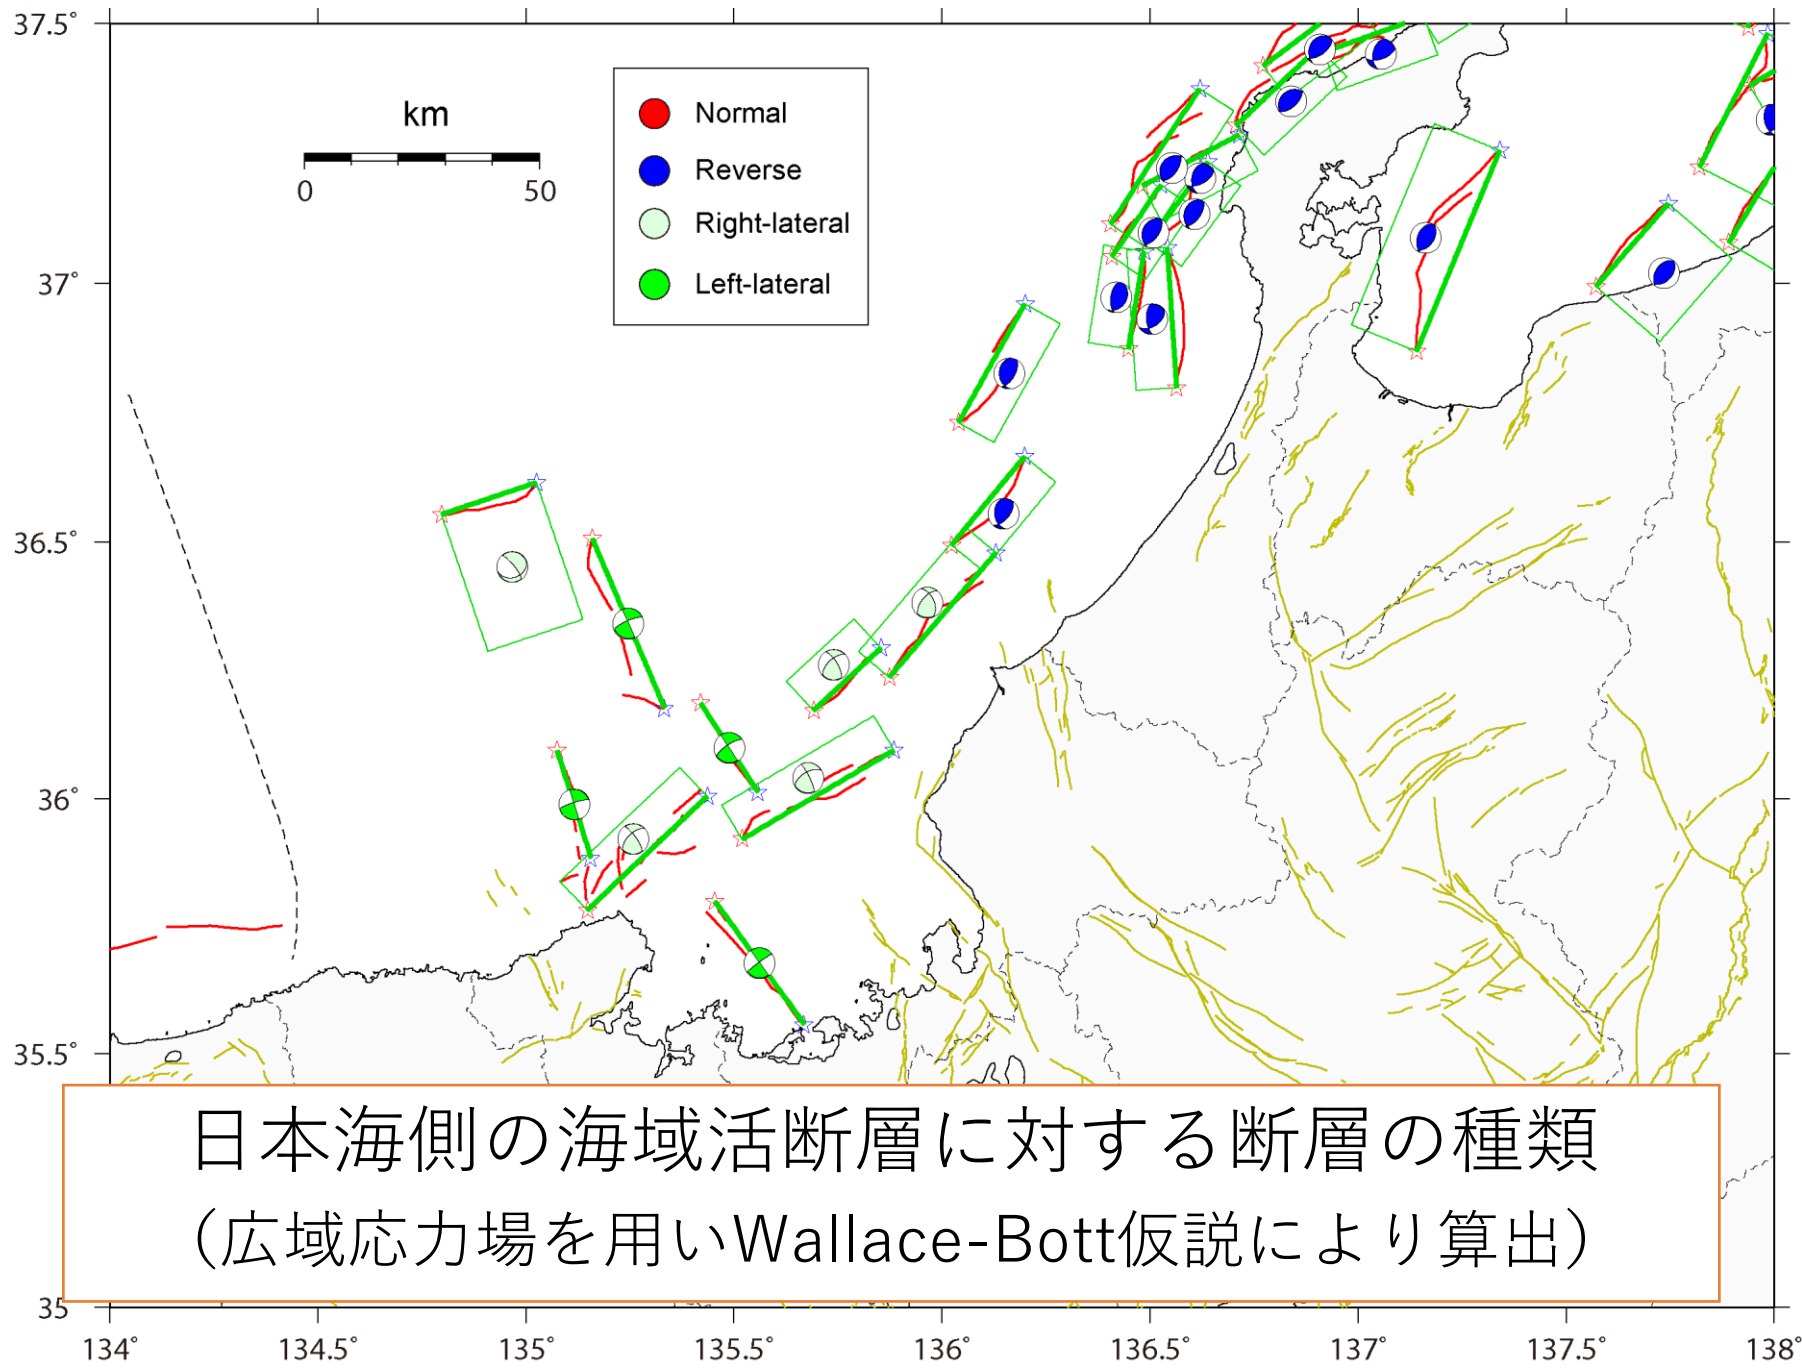 37.5°
km
0 50
Normal
Reverse
Right-lateral
Left-lateral
37°
36.5°
36°
35.5°
日本海側の海域活断層に対する断層の種類
（広域応力場を用いWallace-Bott仮説により算出）
35
134° 134.5° 135° 135.5° 136° 136.5° 137° 137.5° 138°